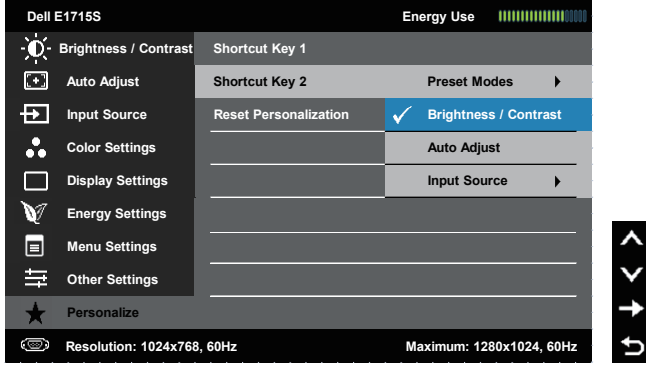 Dell E1715S Energy Use
Brightness / Contrast Shortcut Key 1
Auto Adjust Shortcut Key 2 Preset Modes
Input Source Reset Personalization Brightness / Contrast
Color Settings Auto Adjust
Display Settings Input Source
Energy Settings
Menu Settings
Other Settings
Personalize
Resolution: 1024x768, 60Hz Maximum: 1280x1024, 60Hz